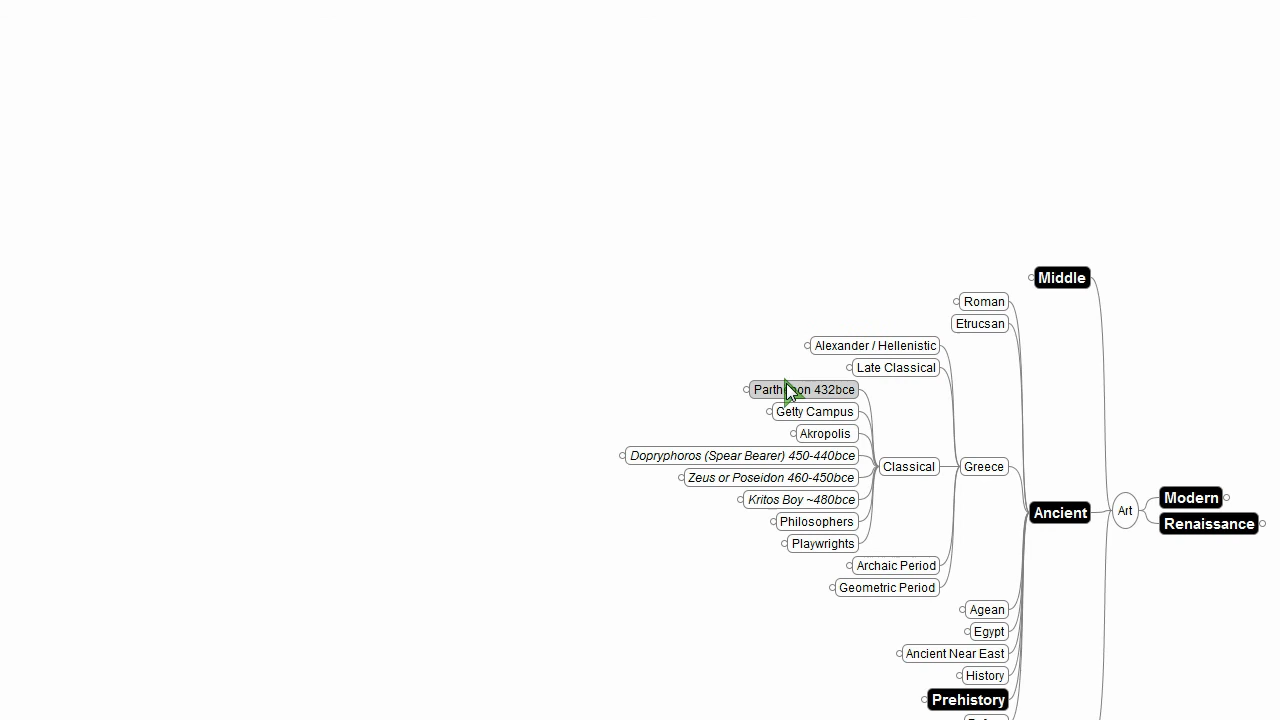 Middle
Roman
Etrucsan
Alexander / Hellenistic
Late Classical
432bce
Getty Campus
Akropolis
Dopryphoros (Spear Bearer) 450-440bce
Classical
Greece
Zeus or Poseidon 460-450bce
Modern
Kritos Boy ~480bce
Ancient
Art
Philosophers
Renaissance
Playwrights
Archaic Period
Geometric Period
Agean
Egypt
Ancient Near East
History
Prehistory